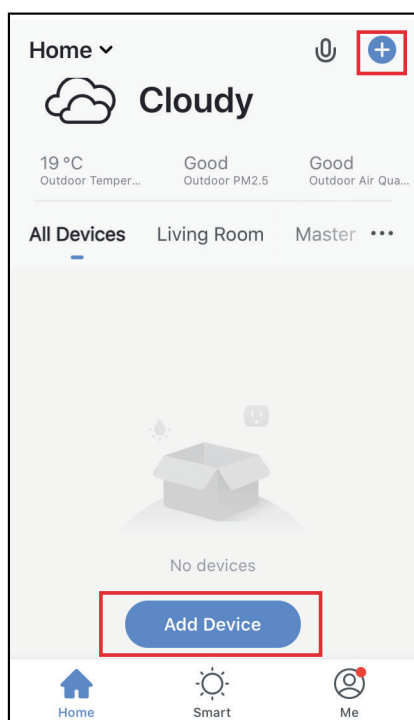 Home
Cloudy
19 °C Good Good
Outdoor Temper... Outdoor PM2.5 Outdoor Air Qua...
All Devices Living Room Master
No devices
Add Device
Home Smart Me